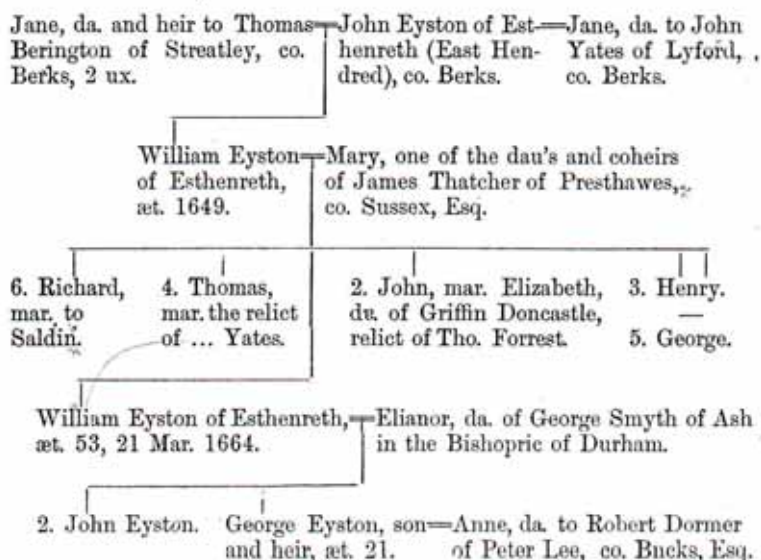 Jane, da. and heir to Thomas=John Eyston of Est-=Jane, da. to John
Berington of Streatley, co. henreth (East Hen- Yates of Lyford,
Berks, 2 ux. dred), co. Berks. co. Berks.
William Eyston=Mary, one of the dau's and coheirs
of Esthenreth, of James Thatcher of Presthawes,
æt. 1649. co. Sussex, Esq.
6. Richard, 4. Thomas, 2. John, mar. Elizabeth, 3. Henry.
mar. to mar. the relict da. of Griffin Doncastle, —
Saldin. of ... Yates. relict of Tho. Forrest. 5. George.
William Eyston of Esthenreth,=Elianor, da. of George Smyth of Ash
æt. 53, 21 Mar. 1664. in the Bishopric of Durham.
2. John Eyston. George Eyston, son=Anne, da. to Robert Dormer
and heir, æt. 21. of Peter Lee, co. Bucks, Esq.